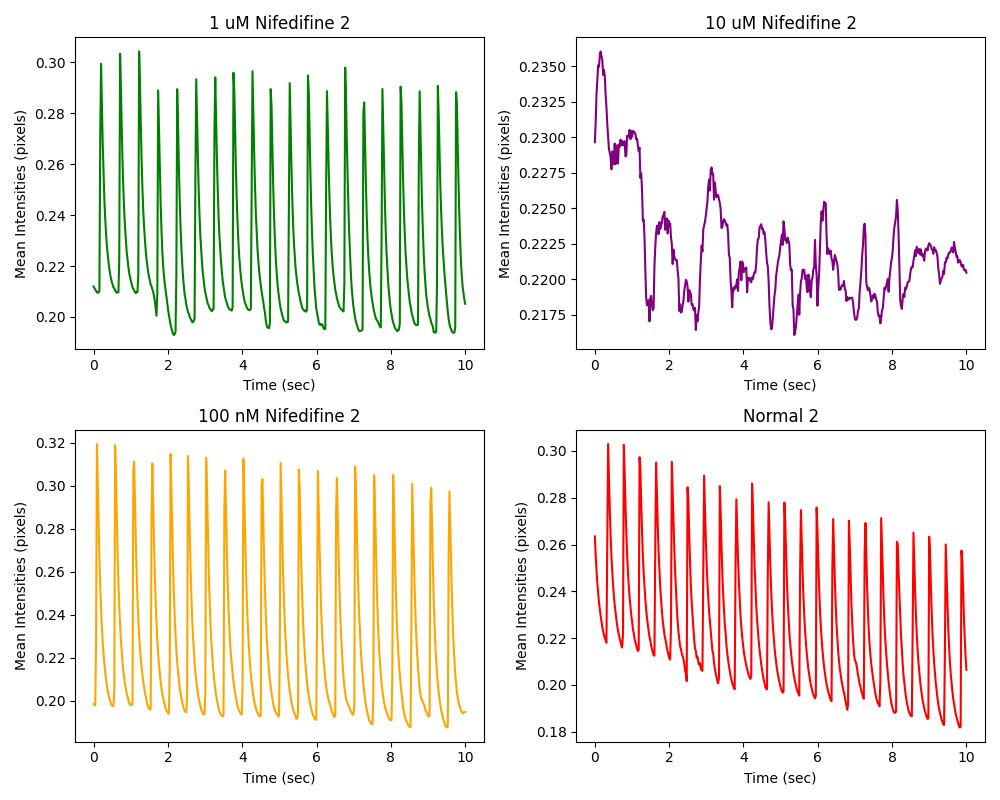 1 uM Nifedifine 2
Mean Intensities (pixels)
0.30
0.28
0.26
0.24
0.22
0.20
0 2 4 6 8 10
Time (sec)
10 uM Nifedifine 2
Mean Intensities (pixels)
0.2350
0.2325
0.2300
0.2275
0.2250
0.2225
0.2200
0.2175
0 2 4 6 8 10
Time (sec)
100 nM Nifedifine 2
Mean Intensities (pixels)
0.32
0.30
0.28
0.26
0.24
0.22
0.20
0 2 4 6 8 10
Time (sec)
Normal 2
Mean Intensities (pixels)
0.30
0.28
0.26
0.24
0.22
0.20
0.18
0 2 4 6 8 10
Time (sec)